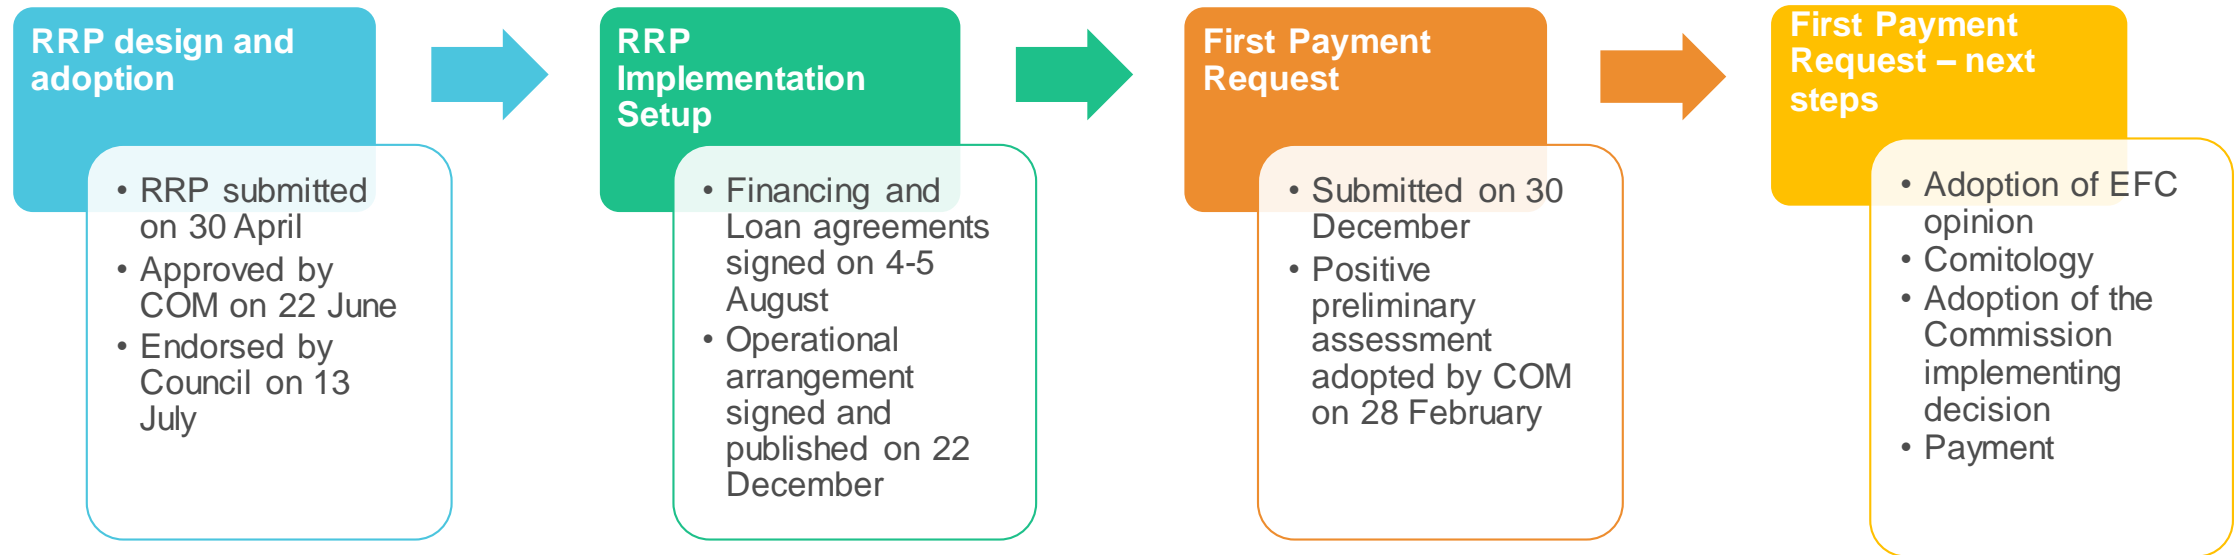 RRP design and
adoption
• RRP submitted
on 30 April
• Approved by
COM on 22 June
• Endorsed by
Council on 13
July
RRP
Implementation
Setup
• Financing and
Loan agreements
signed on 4-5
August
• Operational
arrangement
signed and
published on 22
December
First Payment
Request
• Submitted on 30
December
• Positive
preliminary
assessment
adopted by COM
on 28 February
First Payment
Request – next
steps
• Adoption of EFC
opinion
• Comitology
• Adoption of the
Commission
implementing
decision
• Payment